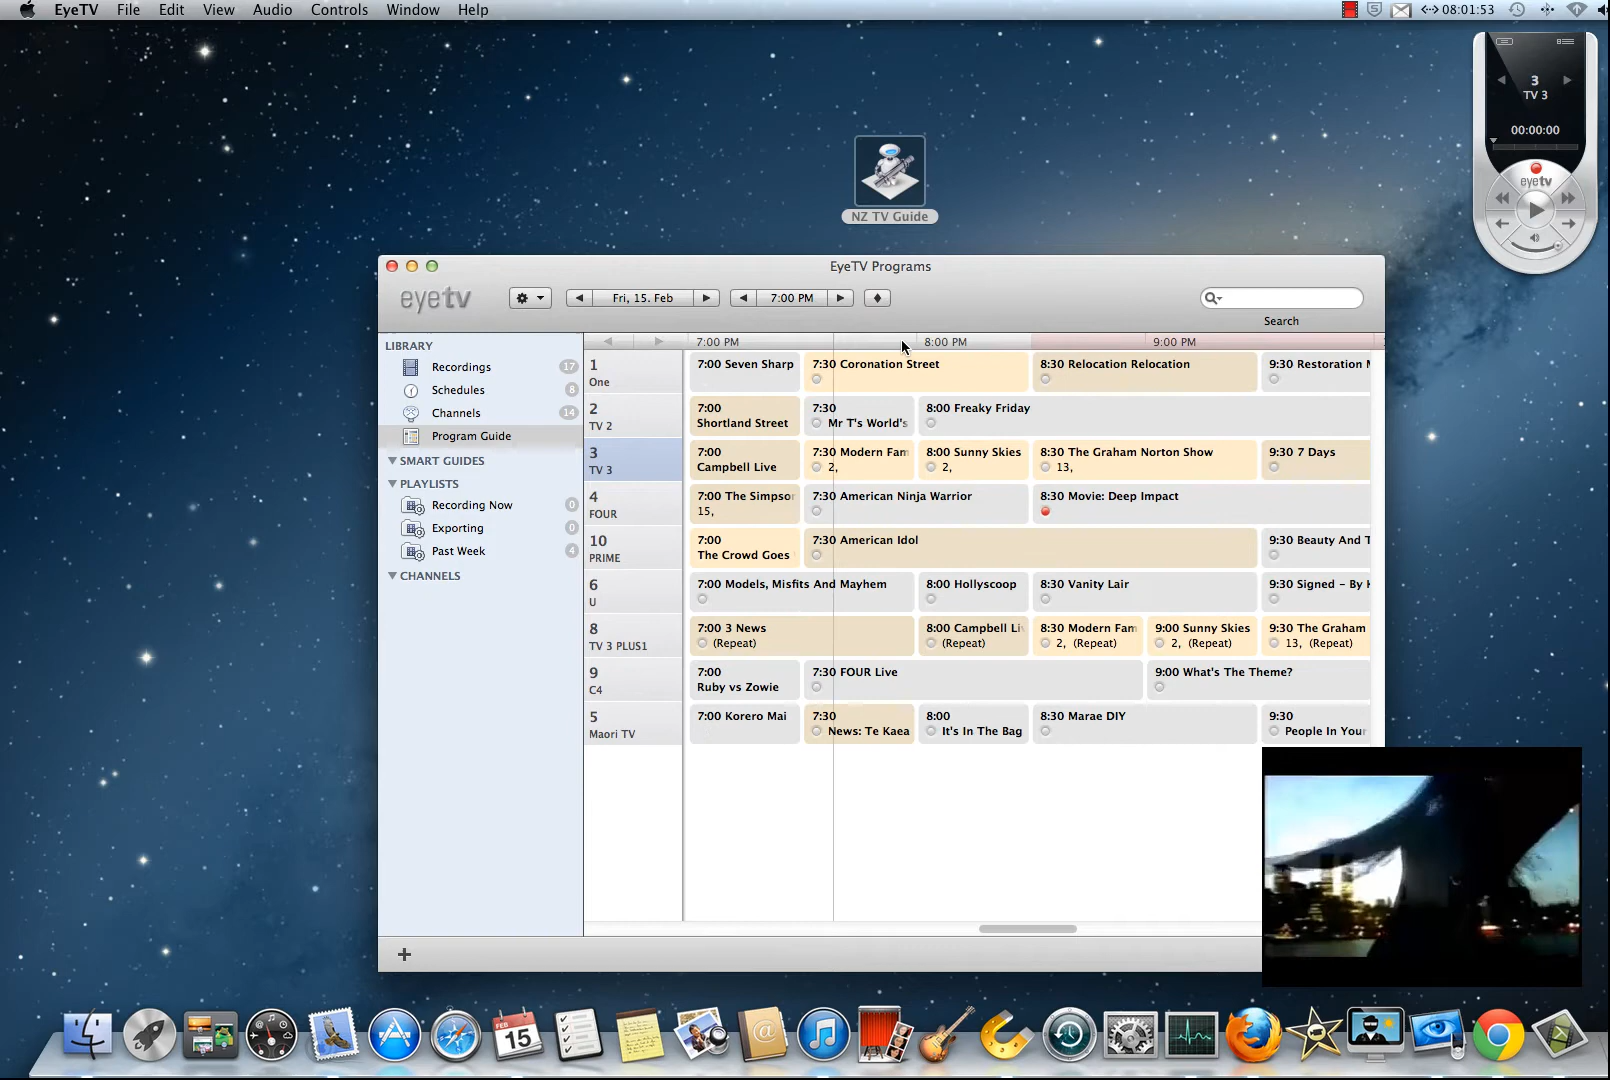 EyeTV File Edit View Audio Controls Window Help
08:01:53
3
TV 3
00:00:00
eyetv
NZ TV Guide
EyeTV Programs
eyetv
Fri, 15. Feb
7:00 PM
Search
LIBRARY
Recordings 17
Schedules 8
Channels 14
Program Guide
SMART GUIDES
PLAYLISTS
Recording Now 0
Exporting 0
Past Week 4
CHANNELS
7:00 PM 8:00 PM 9:00 PM
1
One
7:00 Seven Sharp
7:30 Coronation Street
8:30 Relocation Relocation
9:30 Restoration
2
TV 2
7:00
Shortland Street
7:30
Mr T's World's
8:00 Freaky Friday
3
TV 3
7:00
Campbell Live
7:30 Modern Fam
2,
8:00 Sunny Skies
2,
8:30 The Graham Norton Show
13,
9:30 7 Days
4
FOUR
7:00 The Simpsor
15,
7:30 American Ninja Warrior
8:30 Movie: Deep Impact
10
PRIME
7:00
The Crowd Goes
7:30 American Idol
9:30 Beauty And T
6
U
7:00 Models, Misfits And Mayhem
8:00 Hollyscoop
8:30 Vanity Lair
9:30 Signed - By
8
TV 3 PLUS1
7:00 3 News
(Repeat)
8:00 Campbell Li
(Repeat)
8:30 Modern Fam
2, (Repeat)
9:00 Sunny Skies
2, (Repeat)
9:30 The Graham
13, (Repeat)
9
C4
7:00
Ruby vs Zowie
7:30 FOUR Live
9:00 What's The Theme?
5
Maori TV
7:00 Korero Mai
7:30
News: Te Kaea
8:00
It's In The Bag
8:30 Marae DIY
9:30
People In Your
FEB
15